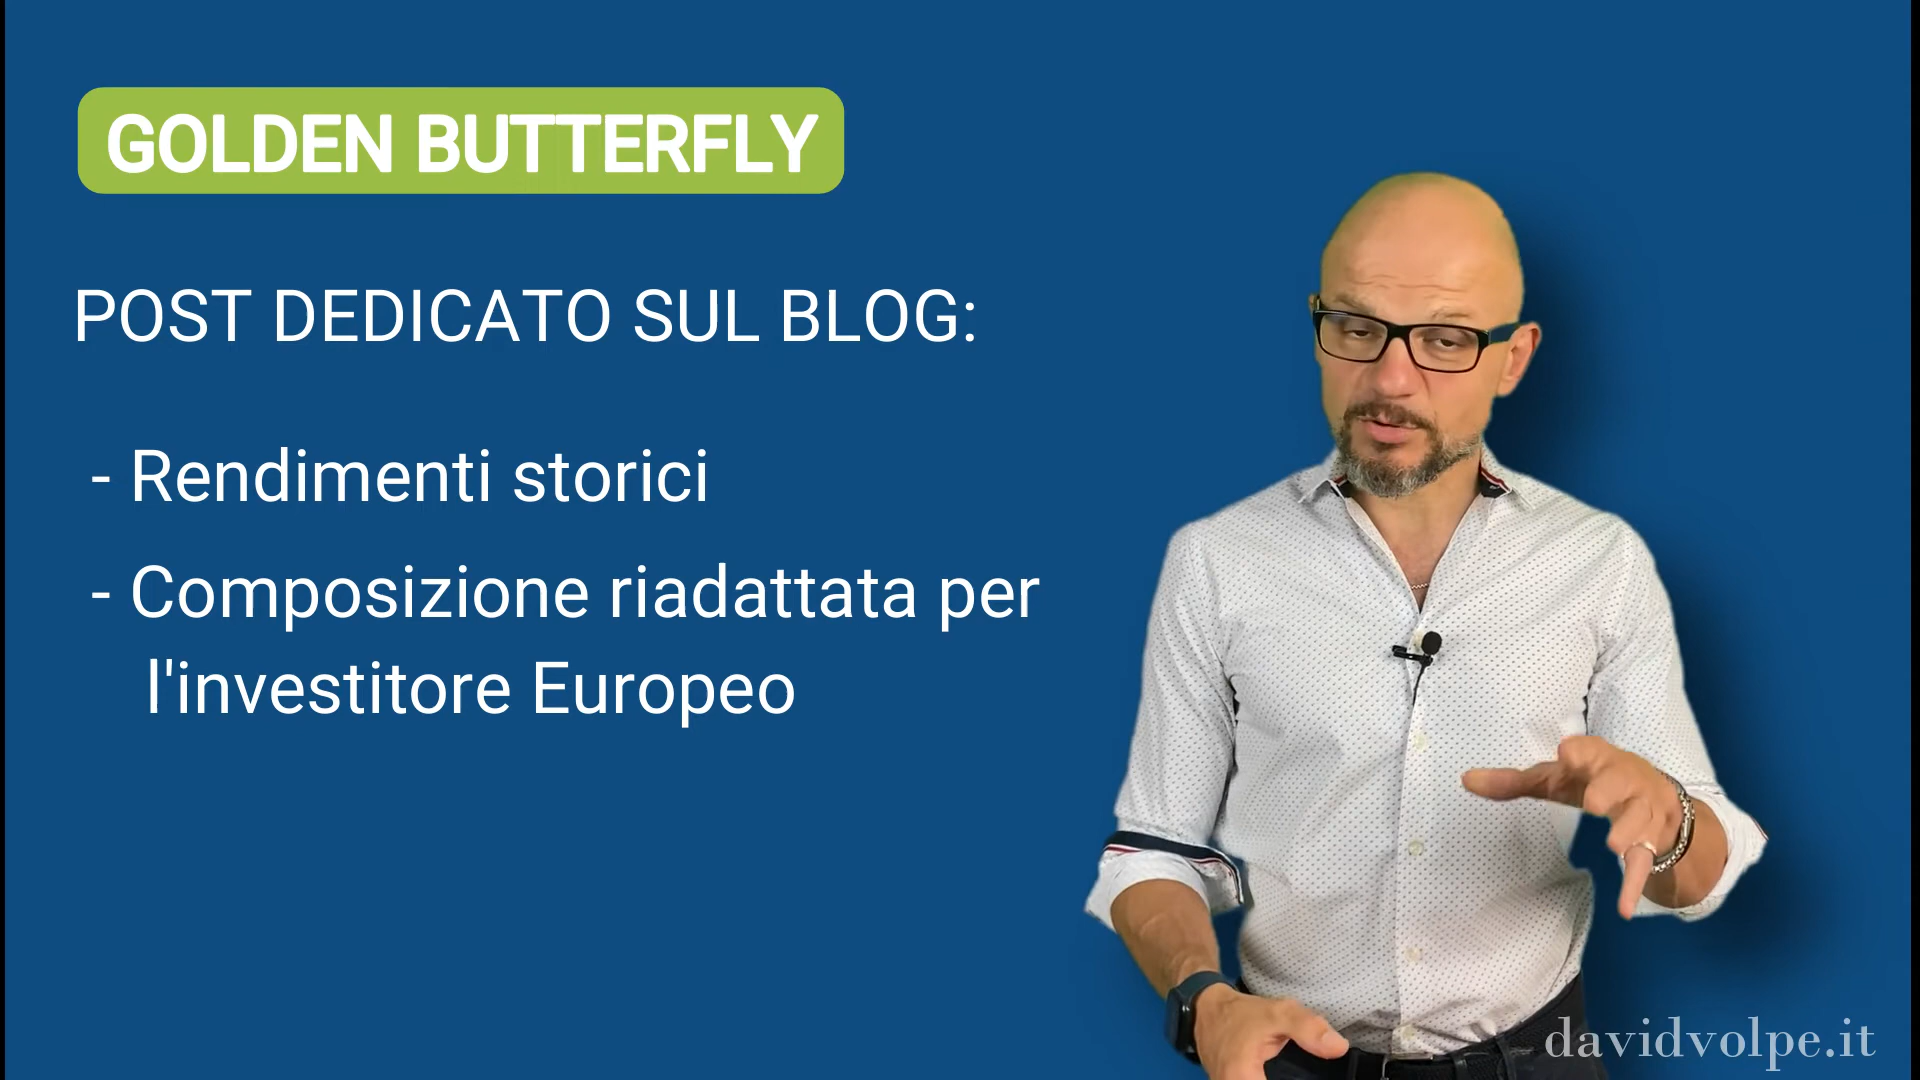 GOLDEN BUTTERFLY
POST DEDICATO SUL BLOG:
- Rendimenti storici
- Composizione riadattata per
l'investitore Europeo
davidvolpe.it